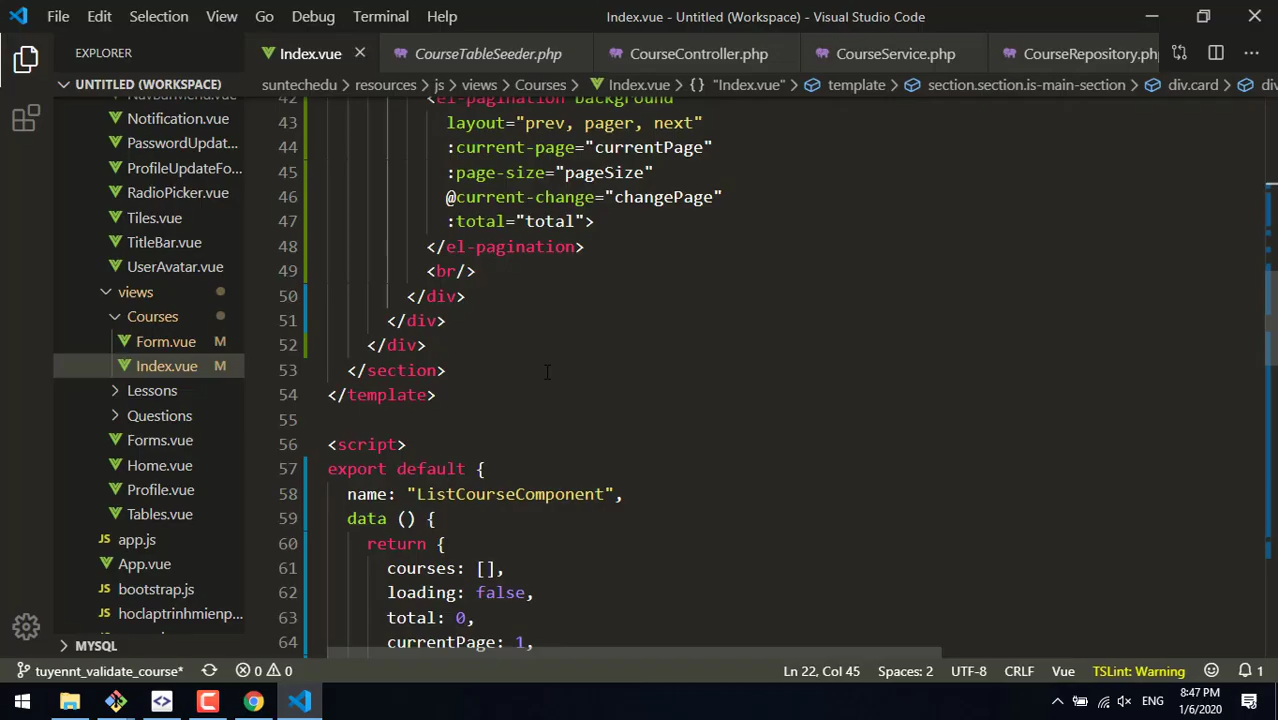 File Edit Selection View Go Debug Terminal Help
Index.vue - Untitled (Workspace) - Visual Studio Code
EXPLORER
Index.vue
CourseTableSeeder.php
CourseController.php
CourseService.php
CourseRepository.php
UNTITLED (WORKSPACE)
suntechedu > resources > js > views > Courses > Index.vue > {} "Index.vue" > template > section.section.is-main-section > div.card > div
NavBarMenu.vue
Notification.vue
PasswordUpdat...
ProfileUpdateFo...
RadioPicker.vue
Tiles.vue
TitleBar.vue
UserAvatar.vue
views
Courses
Form.vue M
Index.vue M
Lessons
Questions
Forms.vue
Home.vue
Profile.vue
Tables.vue
app.js
App.vue
bootstrap.js
hoclaptrinhmienp...
MYSQL
42 <el-pagination background
43 layout="prev, pager, next"
44 :current-page="currentPage"
45 :page-size="pageSize"
46 @current-change="changePage"
47 :total="total">
48 </el-pagination>
49 <br/>
50 </div>
51 </div>
52 </div>
53 </section>
54 </template>
55
56 <script>
57 export default {
58 name: "ListCourseComponent",
59 data () {
60 return {
61 courses: [],
62 loading: false,
63 total: 0,
64 currentPage: 1,
tuyennt_validate_course*
0 0
Ln 22, Col 45
Spaces: 2
UTF-8
CRLF
Vue
TSLint: Warning
1
ENG
8:47 PM
1/6/2020